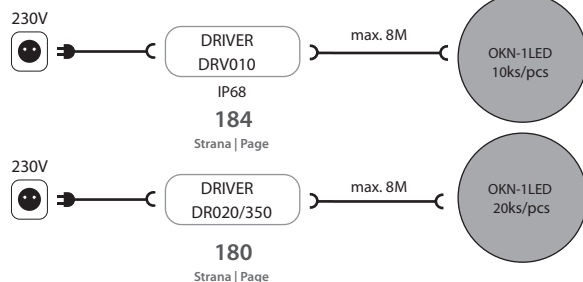 230V
DRIVER
DRV010
max. 8M
OKN-1LED
10ks/pcs
IP68
184
Strana | Page
230V
DRIVER
DR020/350
max. 8M
OKN-1LED
20ks/pcs
180
Strana | Page